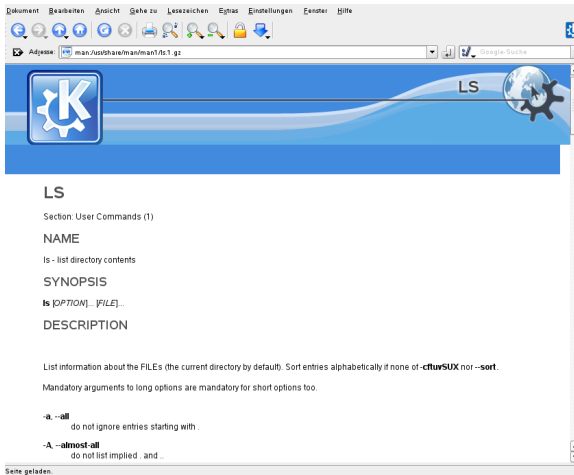 Dokument Bearbeiten Ansicht Gehe zu Lesezeichen Extras Einstellungen Fenster Hilfe
Adresse: man:/usr/share/man/man1/ls.1.gz Google-Suche
LS
LS
Section: User Commands (1)
NAME
ls - list directory contents
SYNOPSIS
ls [OPTION]... [FILE]...
DESCRIPTION
List information about the FILEs (the current directory by default). Sort entries alphabetically if none of -cftuvSUX nor --sort.
Mandatory arguments to long options are mandatory for short options too.
-a, --all
do not ignore entries starting with .
-A, --almost-all
do not list implied . and ..
Seite geladen.